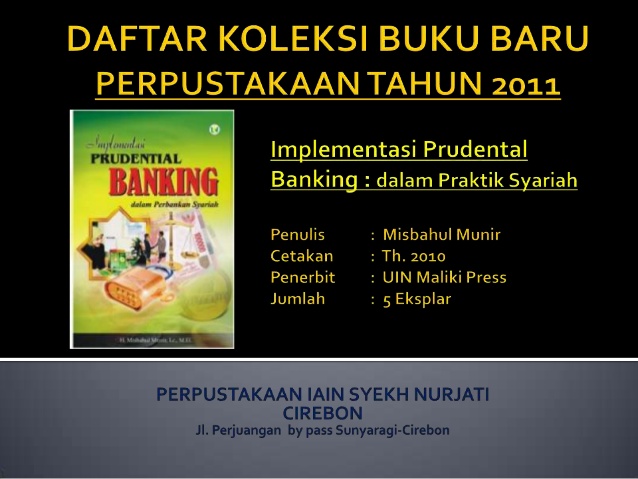 DAFTAR KOLEKSI BUKU BARU
PERPUSTAKAAN TAHUN 2011
Implementasi
PRUDENTIAL
BANKING
dalam Perbankan Syariah
H. Misbahul Munir, Lc., M.EI.
Implementasi Prudental
Banking : dalam Praktik Syariah
Penulis : Misbahul Munir
Cetakan : Th. 2010
Penerbit : UIN Maliki Press
Jumlah : 5 Eksplar
PERPUSTAKAAN IAIN SYEKH NURJATI
CIREBON
Jl. Perjuangan by pass Sunyaragi-Cirebon